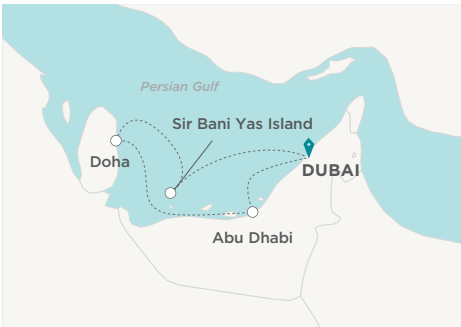 Persian Gulf
Sir Bani Yas Island
Doha
DUBAI
Abu Dhabi